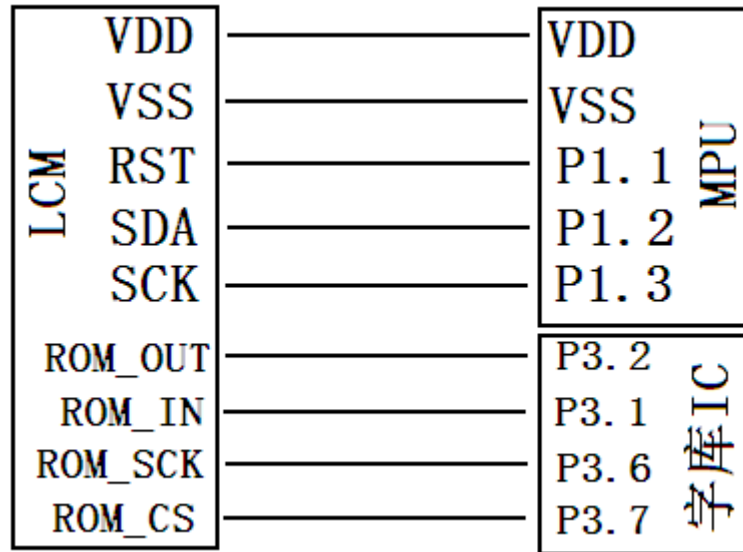 VDD VDD
VSS VSS
RST P1.1
SDA P1.2
SCK P1.3
LCM
MPU
ROM_OUT P3.2
ROM_IN P3.1
ROM_SCK P3.6
ROM_CS P3.7
字库IC